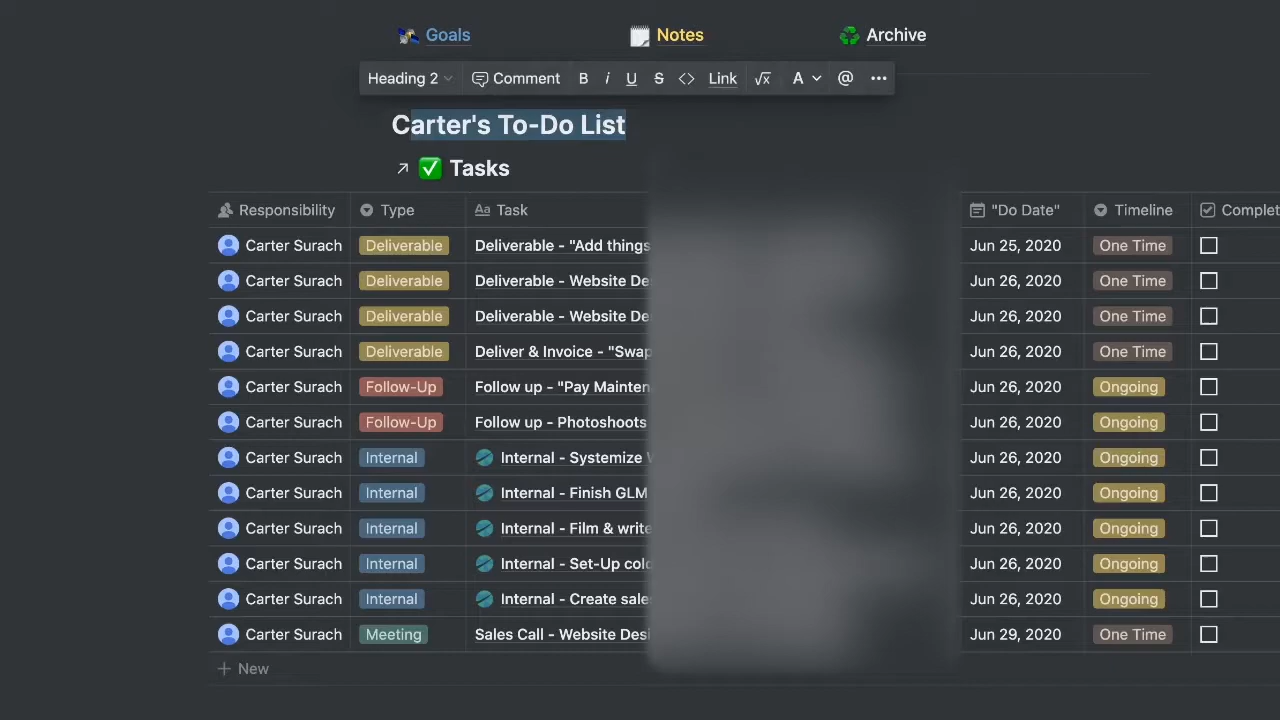 Goals Notes Archive
Heading 2 Comment B i U S <> Link √x A @ •••
Carter's To-Do List
Tasks
Responsibility Type Aa Task "Do Date" Timeline Complet
Carter Surach Deliverable Deliverable - "Add things Jun 25, 2020 One Time
Carter Surach Deliverable Deliverable - Website De Jun 26, 2020 One Time
Carter Surach Deliverable Deliverable - Website De Jun 26, 2020 One Time
Carter Surach Deliverable Deliver & Invoice - "Swap Jun 26, 2020 One Time
Carter Surach Follow-Up Follow up - "Pay Mainten Jun 26, 2020 Ongoing
Carter Surach Follow-Up Follow up - Photoshoots Jun 26, 2020 Ongoing
Carter Surach Internal Internal - Systemize Jun 26, 2020 Ongoing
Carter Surach Internal Internal - Finish GLM Jun 26, 2020 Ongoing
Carter Surach Internal Internal - Film & write Jun 26, 2020 Ongoing
Carter Surach Internal Internal - Set-Up colo Jun 26, 2020 Ongoing
Carter Surach Internal Internal - Create sale Jun 26, 2020 Ongoing
Carter Surach Meeting Sales Call - Website Desi Jun 29, 2020 One Time
+ New